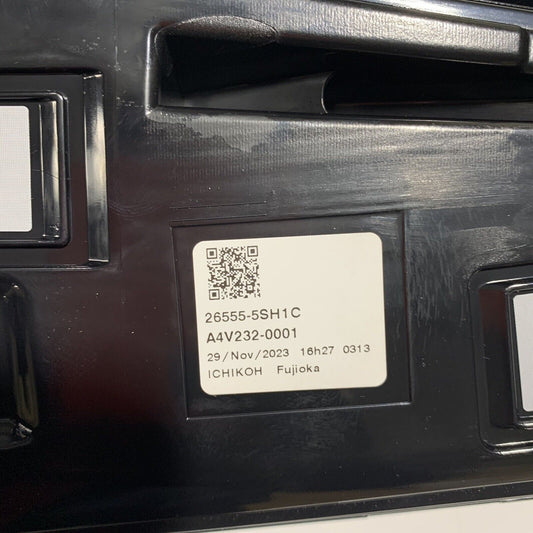 26555-5SH1C
A4V232-0001
29/Nov/2023 16h27 0313
ICHIKOH Fujioka